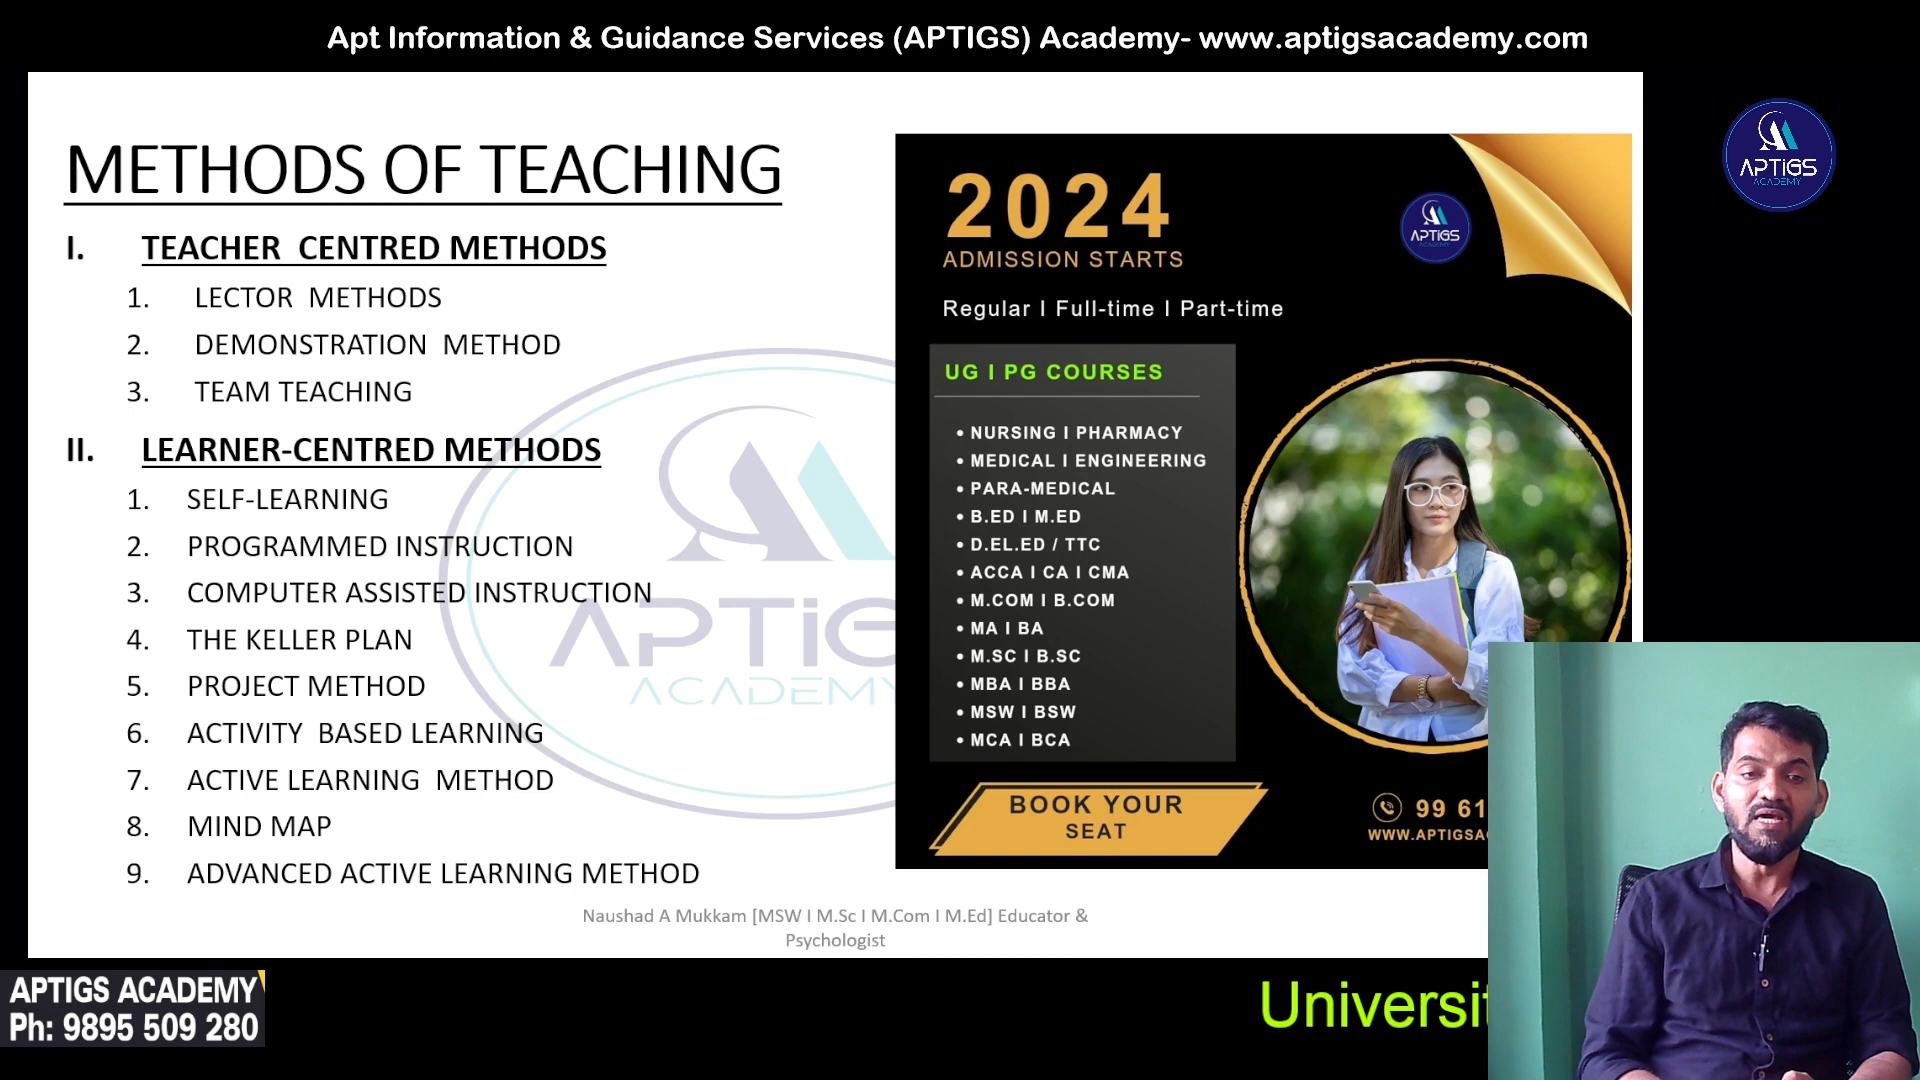 Apt Information & Guidance Services (APTIGS) Academy- www.aptigsacademy.com
METHODS OF TEACHING
I. TEACHER CENTRED METHODS
1. LECTOR METHODS
2. DEMONSTRATION METHOD
3. TEAM TEACHING
II. LEARNER-CENTRED METHODS
1. SELF-LEARNING
2. PROGRAMMED INSTRUCTION
3. COMPUTER ASSISTED INSTRUCTION
4. THE KELLER PLAN
5. PROJECT METHOD
6. ACTIVITY BASED LEARNING
7. ACTIVE LEARNING METHOD
8. MIND MAP
9. ADVANCED ACTIVE LEARNING METHOD
APTiG
ACADEMY
Naushad A Mukkam [MSW I M.Sc I M.Com I M.Ed] Educator &
Psychologist
2024
ADMISSION STARTS
Regular I Full-time I Part-time
APTiGS
ACADEMY
UG I PG COURSES
• NURSING I PHARMACY
• MEDICAL I ENGINEERING
• PARA-MEDICAL
• B.ED I M.ED
• D.EL.ED / TTC
• ACCA I CA I CMA
• M.COM I B.COM
• MA I BA
• M.SC I B.SC
• MBA I BBA
• MSW I BSW
• MCA I BCA
BOOK YOUR
SEAT
99 61
WWW.APTIGSA
APTiGS
ACADEMY
APTIGS ACADEMY
Ph: 9895 509 280
Universit